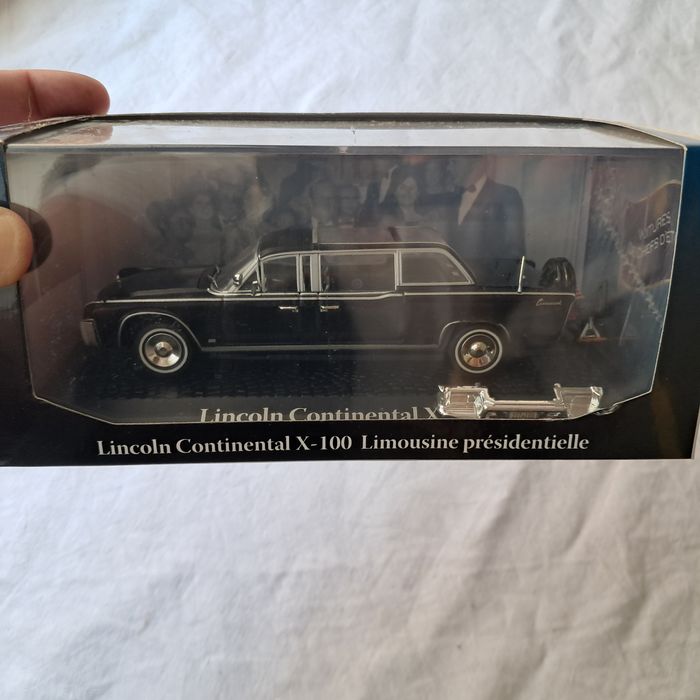 Continental
Lincoln Continental X
Lincoln Continental X-100 Limousine présidentielle